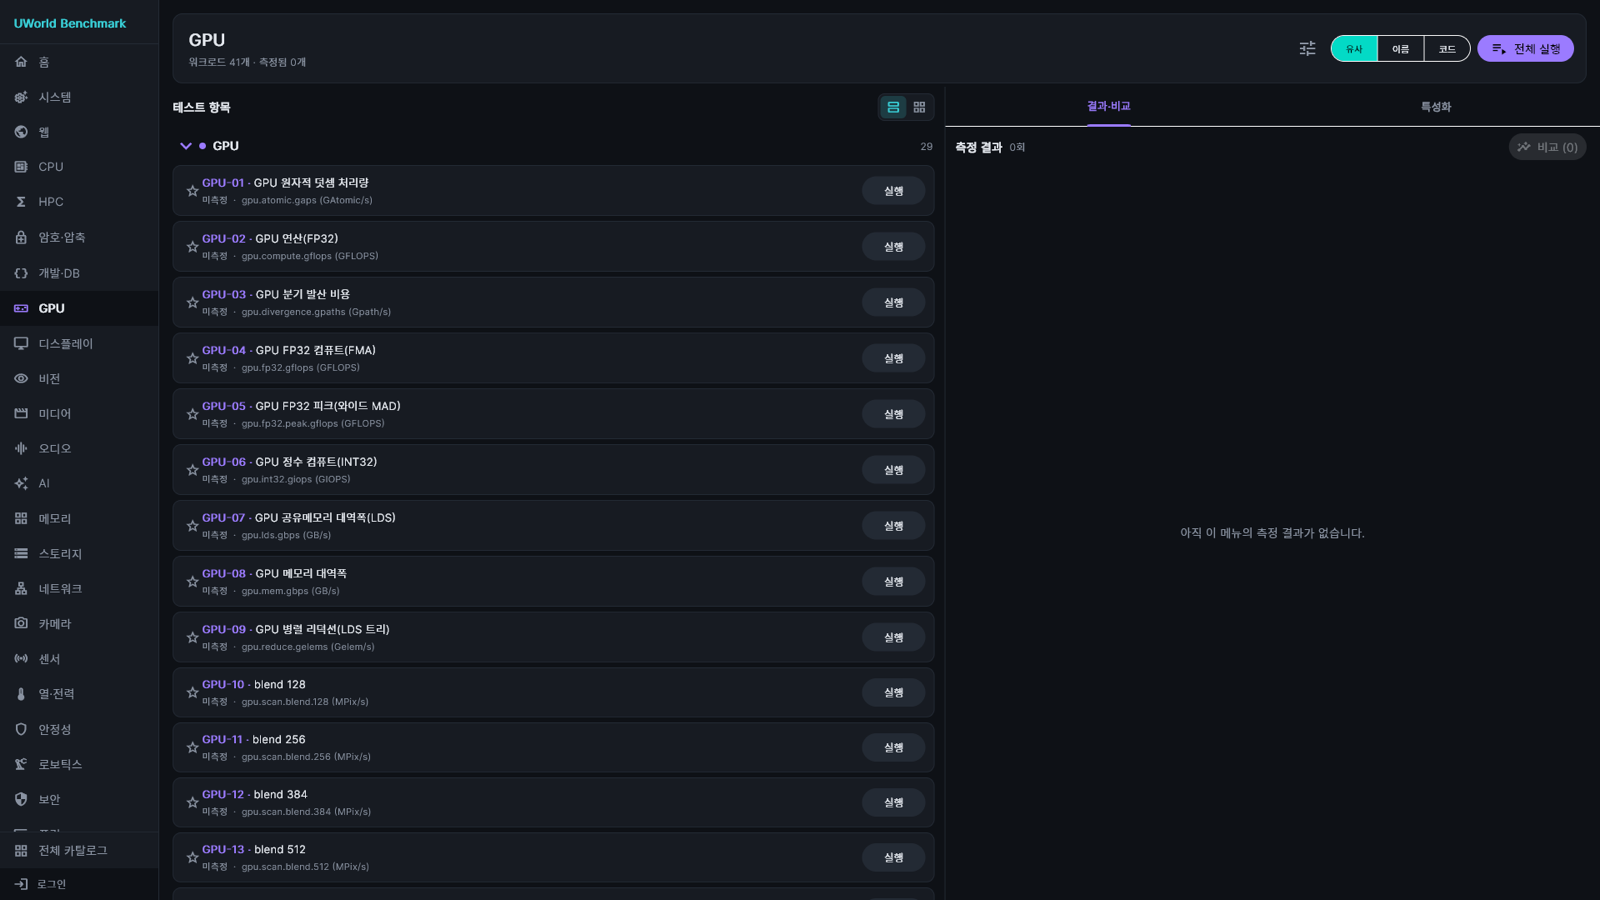 UWorld Benchmark
홈
시스템
웹
CPU
HPC
암호·압축
개발·DB
GPU
디스플레이
비전
미디어
오디오
AI
메모리
스토리지
네트워크
카메라
센서
열·전력
안정성
로보틱스
보안
전체 카탈로그
로그인
GPU
워크로드 41개 · 측정됨 0개
유사
이름
코드
전체 실행
테스트 항목
GPU
29
GPU-01 · GPU 원자적 덧셈 처리량
미측정 · gpu.atomic.gaps (GAtomic/s)
실행
GPU-02 · GPU 연산(FP32)
미측정 · gpu.compute.gflops (GFLOPS)
실행
GPU-03 · GPU 분기 발산 비용
미측정 · gpu.divergence.gpaths (Gpath/s)
실행
GPU-04 · GPU FP32 컴퓨트(FMA)
미측정 · gpu.fp32.gflops (GFLOPS)
실행
GPU-05 · GPU FP32 피크(와이드 MAD)
미측정 · gpu.fp32.peak.gflops (GFLOPS)
실행
GPU-06 · GPU 정수 컴퓨트(INT32)
미측정 · gpu.int32.giops (GIOPS)
실행
GPU-07 · GPU 공유메모리 대역폭(LDS)
미측정 · gpu.lds.gbps (GB/s)
실행
GPU-08 · GPU 메모리 대역폭
미측정 · gpu.mem.gbps (GB/s)
실행
GPU-09 · GPU 병렬 리덕션(LDS 트리)
미측정 · gpu.reduce.gelems (Gelem/s)
실행
GPU-10 · blend 128
미측정 · gpu.scan.blend.128 (MPix/s)
실행
GPU-11 · blend 256
미측정 · gpu.scan.blend.256 (MPix/s)
실행
GPU-12 · blend 384
미측정 · gpu.scan.blend.384 (MPix/s)
실행
GPU-13 · blend 512
미측정 · gpu.scan.blend.512 (MPix/s)
실행
결과·비교
특성화
측정 결과 0회
비교 (0)
아직 이 메뉴의 측정 결과가 없습니다.